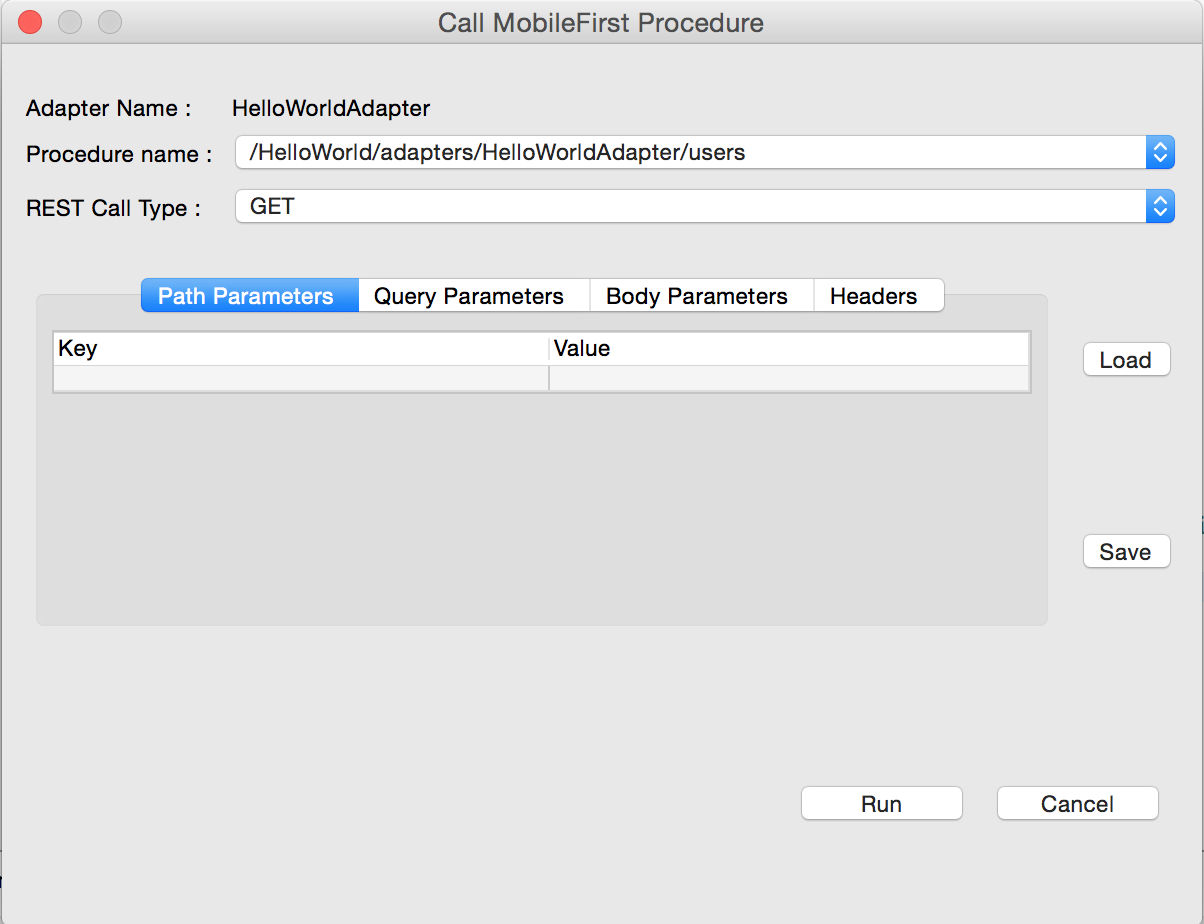 Call MobileFirst Procedure
Adapter Name : HelloWorldAdapter
Procedure name : /HelloWorld/adapters/HelloWorldAdapter/users
REST Call Type : GET
Path Parameters Query Parameters Body Parameters Headers
Key Value
Load
Save
Run Cancel